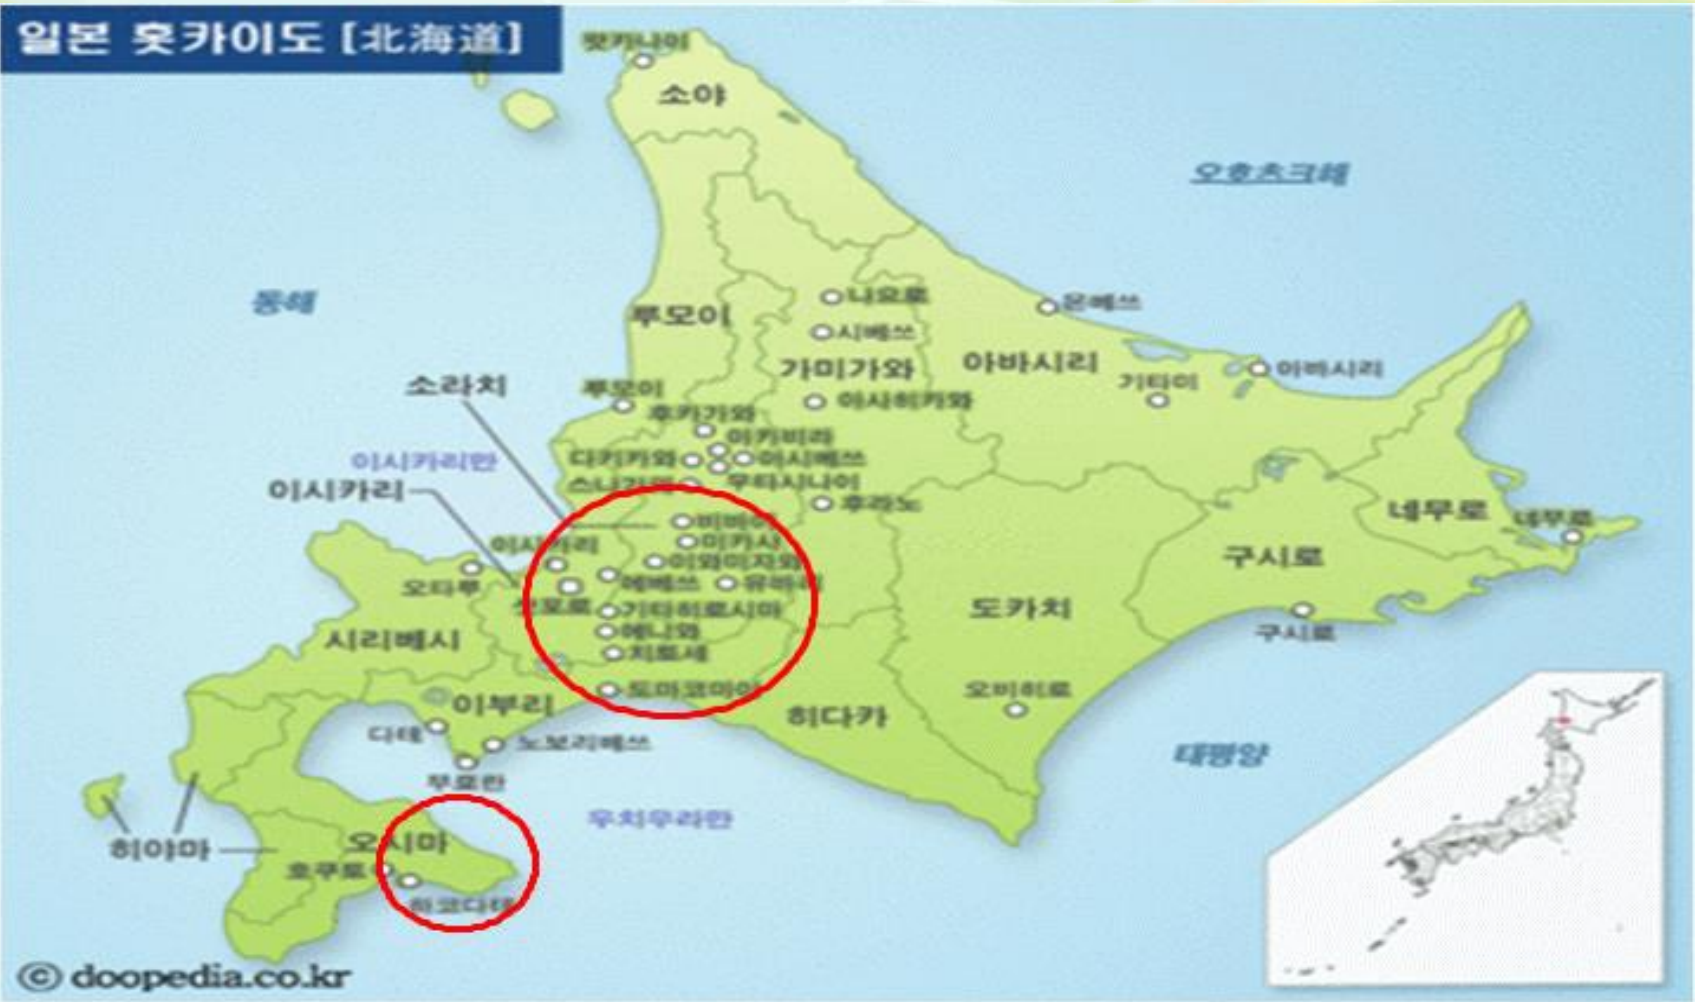 일본 홋카이도 [北海道]
왓카나이
소야
오호츠크해
동해
나요로
몬베쓰
루모이
시베쓰
가미가와
아바시리
아바시리
기타미
소라치
루모이
아사히카와
후카가와
이시카리만
다키카와
아시베쓰
이시카리
스나가와
우타시나이
후라노
네무로
네무로
비바이
미카사
이시카리
이와미자와
구시로
오타루
에베쓰
유바리
삿포로
기타히로시마
도카치
에니와
구시로
시리베시
치토세
도마코마이
오비히로
이부리
히다카
다테
노보리베쓰
태평양
무로란
우치우라만
오시마
히야마
호쿠토
하코다테
© doopedia.co.kr